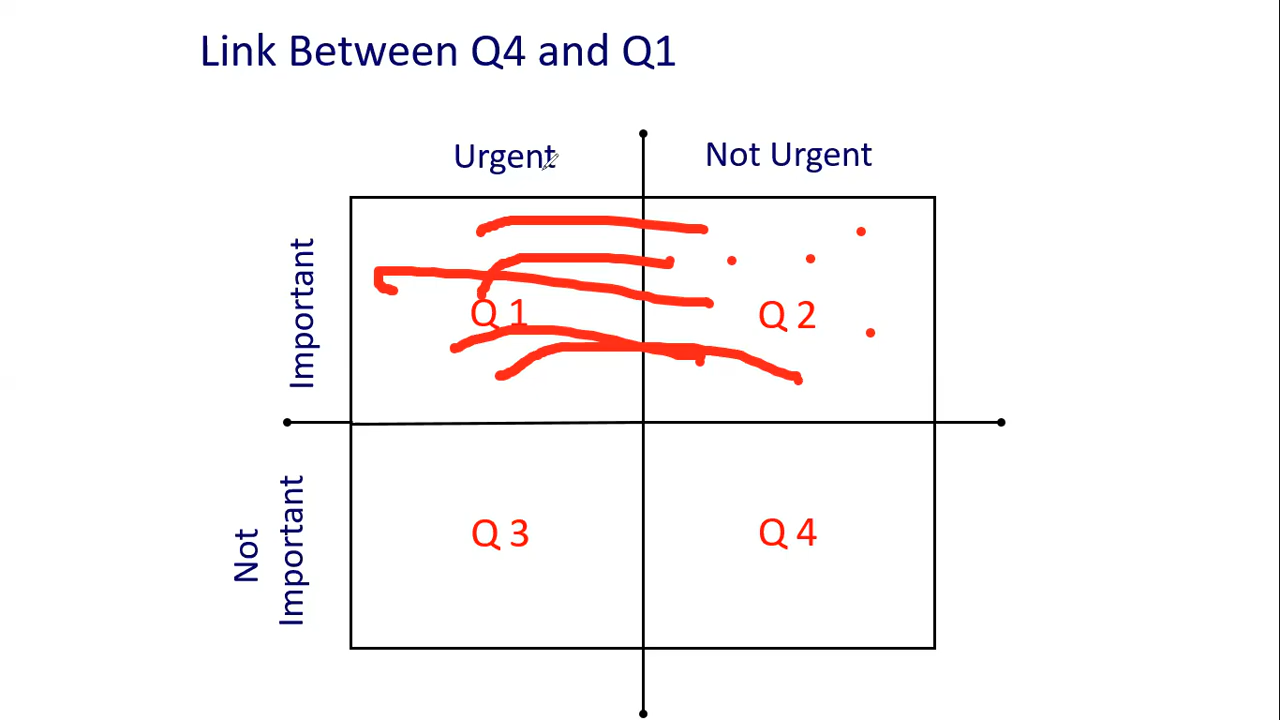 Link Between Q4 and Q1
Urgent
Not Urgent
Important
Q 1
Q 2
Not
Important
Q 3
Q 4